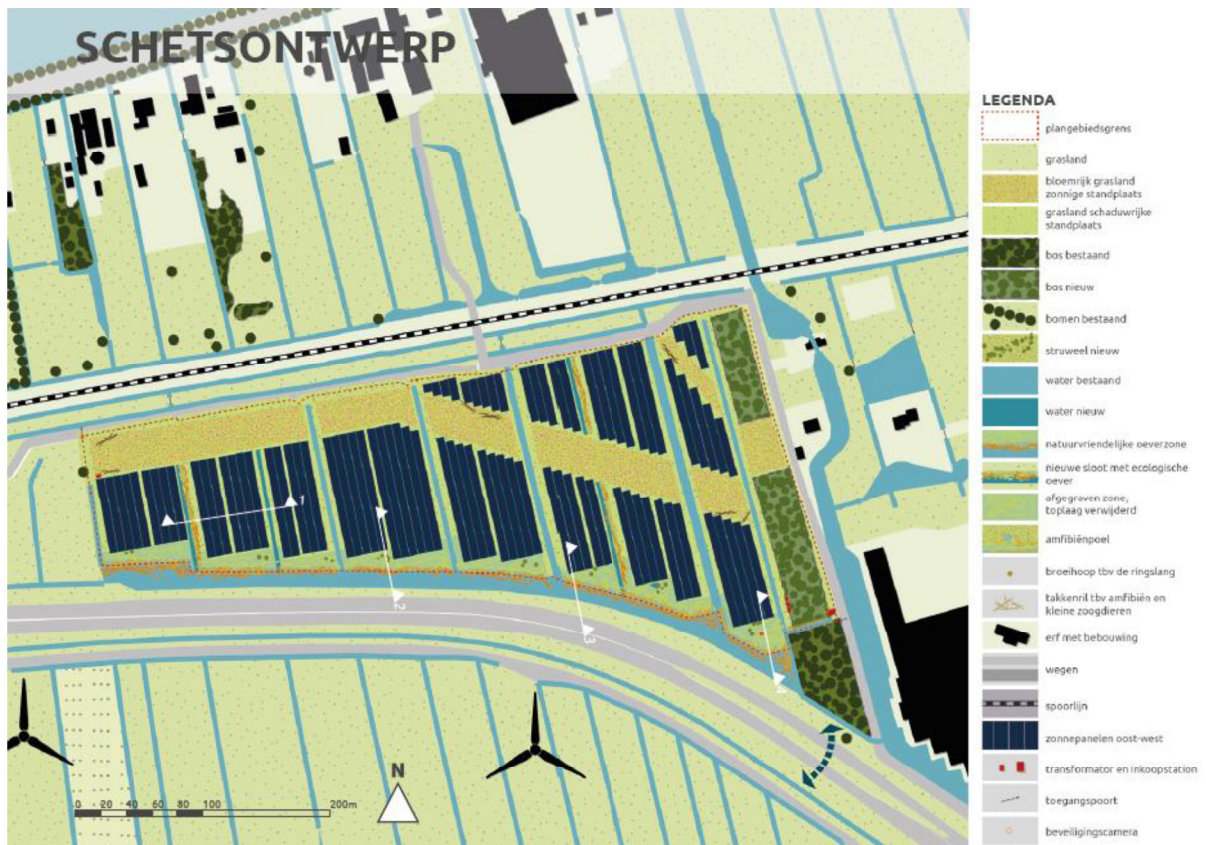 SCHETSONTWERP
LEGENDA
plangebiedsgrens
grasland
bloemrijk grasland
zonnige standplaats
grasland schaduwrijke
standplaats
bos bestaand
bos nieuw
bomen bestaand
struweel nieuw
water bestaand
water nieuw
natuurvriendelijke oeverzone
nieuwe sloot met ecologische
oever
afgegraven zone,
toplaag verwijderd
amfibiënpoel
broeihoop tbv de ringslang
takkenril tbv amfibiën en
kleine zoogdieren
erf met bebouwing
wegen
spoorlijn
zonnepanelen oost-west
transformator en inkoopstation
toegangspoort
beveiligingscamera
1
2
3
4
N
0 20 40 60 80 100 200m